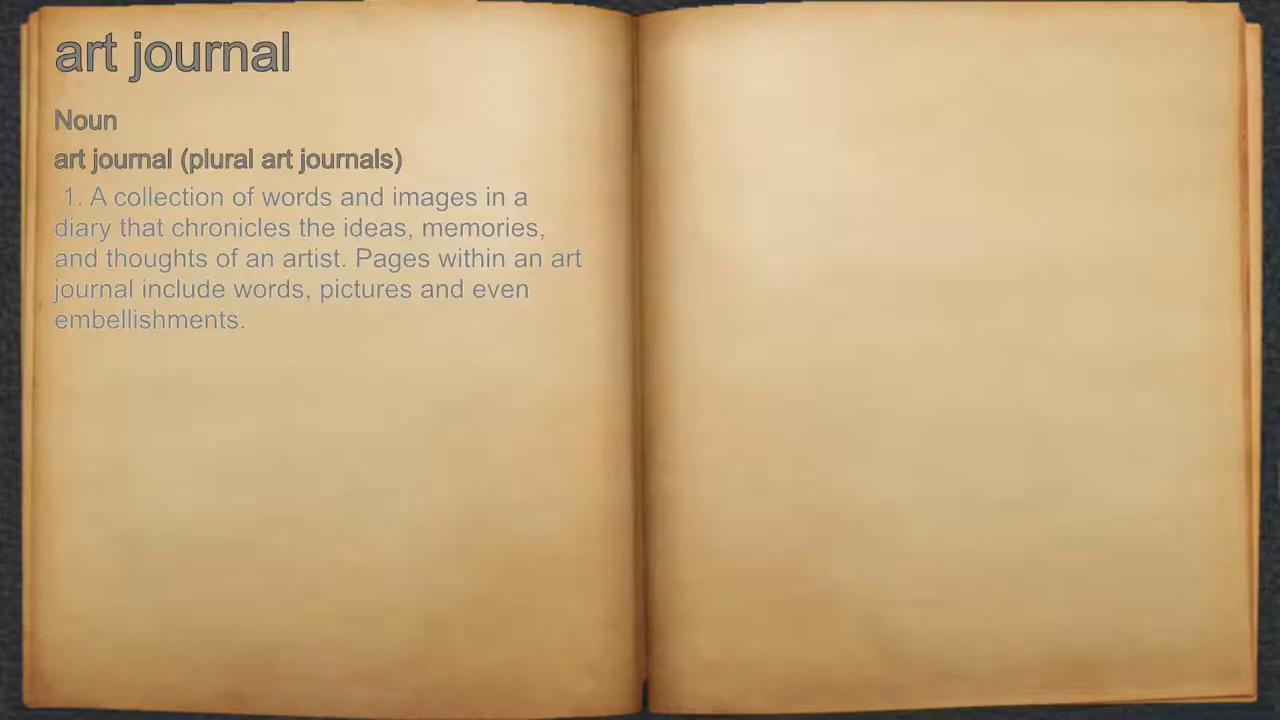 art journal
Noun
art journal (plural art journals)
1. A collection of words and images in a
diary that chronicles the ideas, memories,
and thoughts of an artist. Pages within an art
journal include words, pictures and even
embellishments.